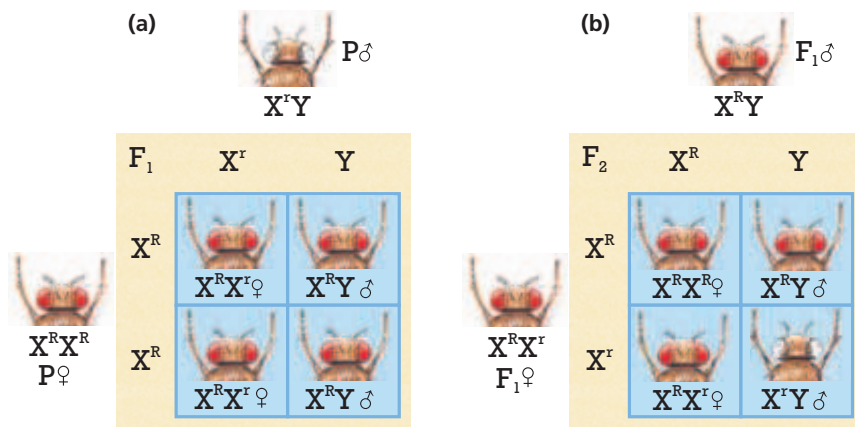 (a)
P♂
XʳY
F₁ Xʳ Y
Xᴿ
XᴿXʳ♀ XᴿY♂
XᴿXᴿ
P♀
Xᴿ
XᴿXʳ♀ XᴿY♂
(b)
F₁♂
XᴿY
F₂ Xᴿ Y
Xᴿ
XᴿXᴿ♀ XᴿY♂
XᴿXʳ
F₁♀
Xʳ
XᴿXʳ♀ XʳY♂